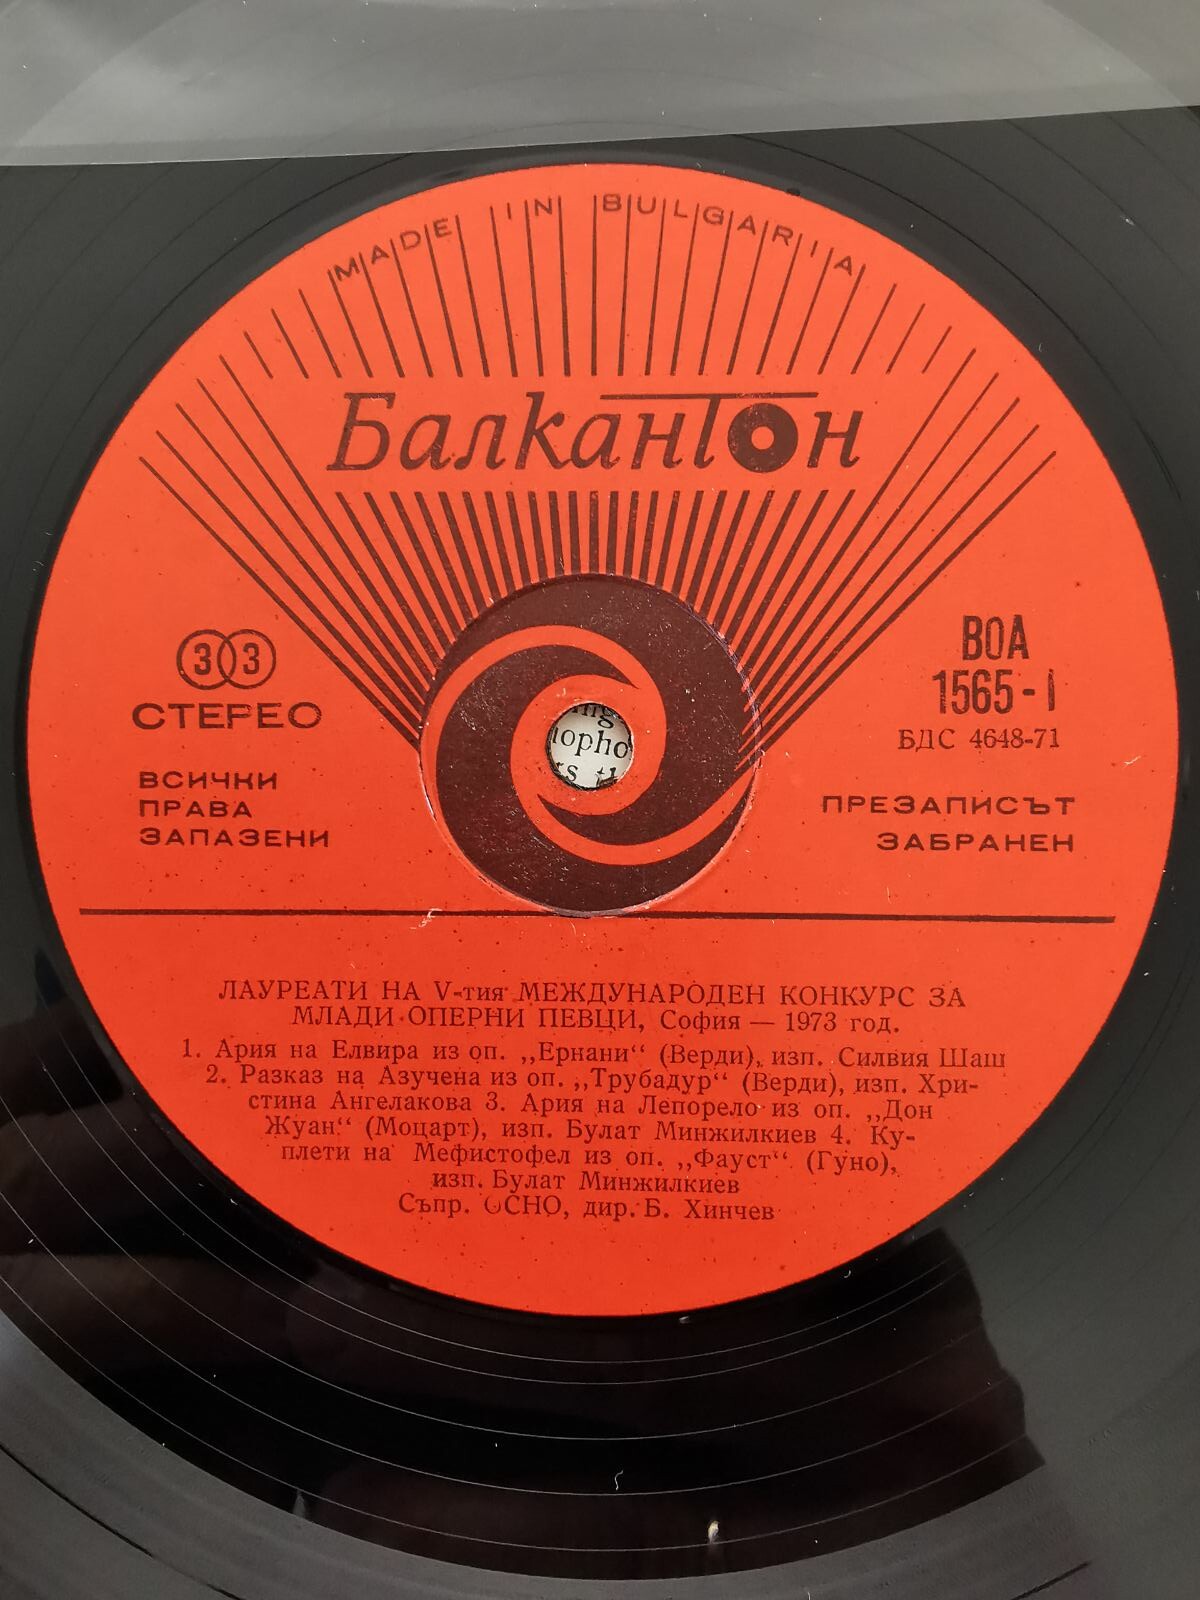 MADE IN BULGARIA
Балкантон
33
СТЕРЕО
ВСИЧКИ
ПРАВА
ЗАПАЗЕНИ
ВОА
1565-I
БДС 4648-71
ПРЕЗАПИСЪТ
ЗАБРАНЕН
lopho
ЛАУРЕАТИ НА V-тия МЕЖДУНАРОДЕН КОНКУРС ЗА
МЛАДИ ОПЕРНИ ПЕВЦИ, София — 1973 год.
1. Ария на Елвира из оп. „Ернани“ (Верди), изп. Силвия Шаш
2. Разказ на Азучена из оп. „Трубадур“ (Верди), изп. Хри-
стина Ангелакова 3. Ария на Лепорело из оп. „Дон
Жуан“ (Моцарт), изп. Булат Минжилкиев 4. Ку-
плети на Мефистофел из оп. „Фауст“ (Гуно),
изп. Булат Минжилкиев
Съпр. ОСНО, дир. Б. Хинчев